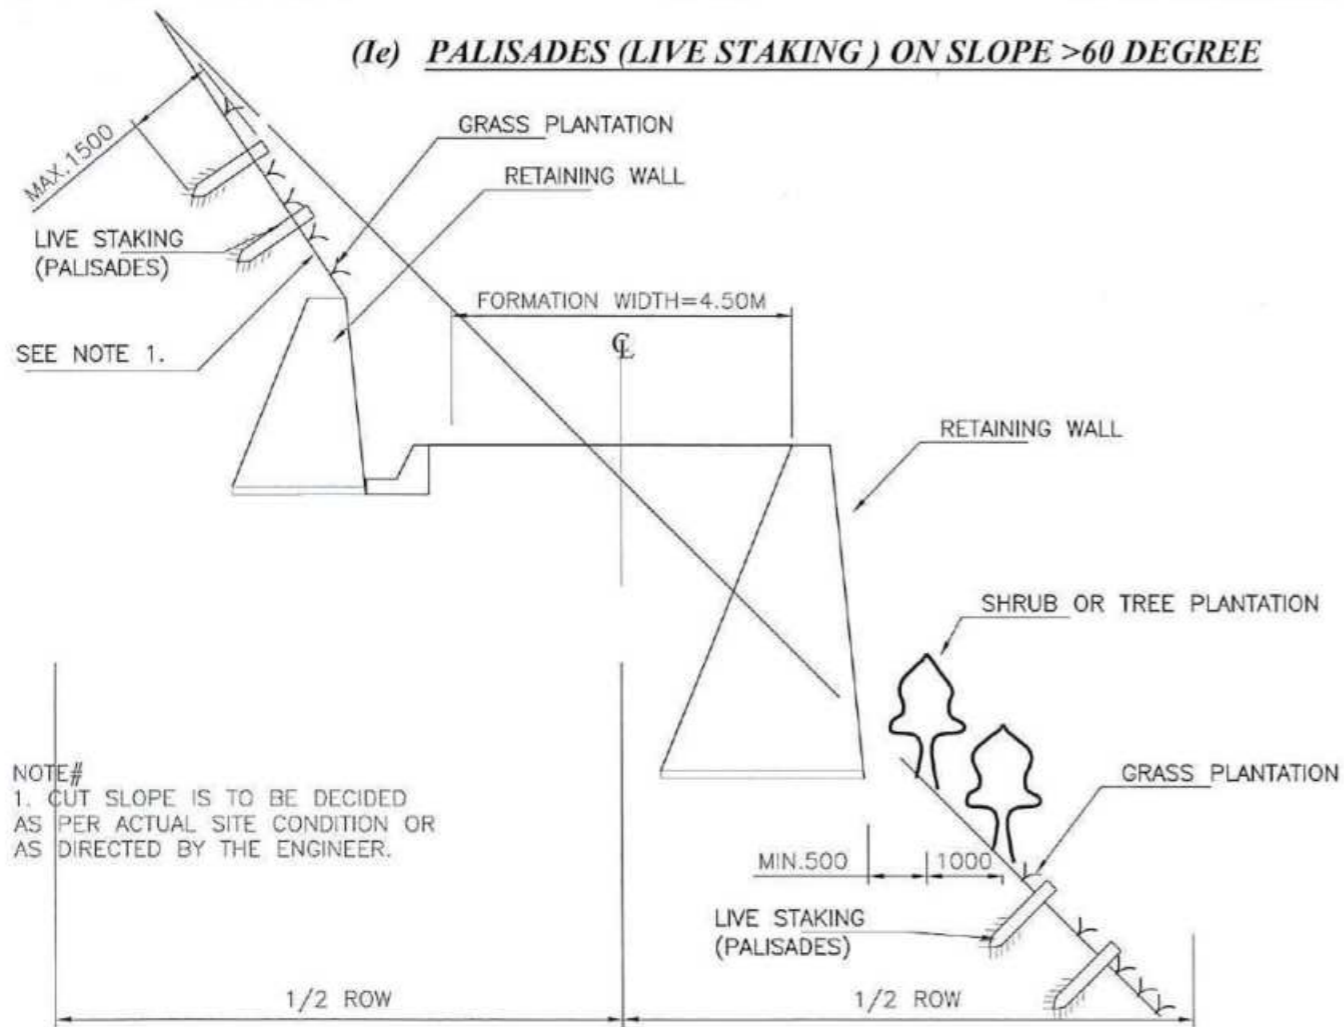 (Ie) PALISADES (LIVE STAKING ) ON SLOPE >60 DEGREE
GRASS PLANTATION
MAX.1500
RETAINING WALL
LIVE STAKING
(PALISADES)
FORMATION WIDTH=4.50M
℄
SEE NOTE 1.
RETAINING WALL
SHRUB OR TREE PLANTATION
NOTE#
1. CUT SLOPE IS TO BE DECIDED
AS PER ACTUAL SITE CONDITION OR
AS DIRECTED BY THE ENGINEER.
GRASS PLANTATION
MIN.500
1000
LIVE STAKING
(PALISADES)
1/2 ROW
1/2 ROW